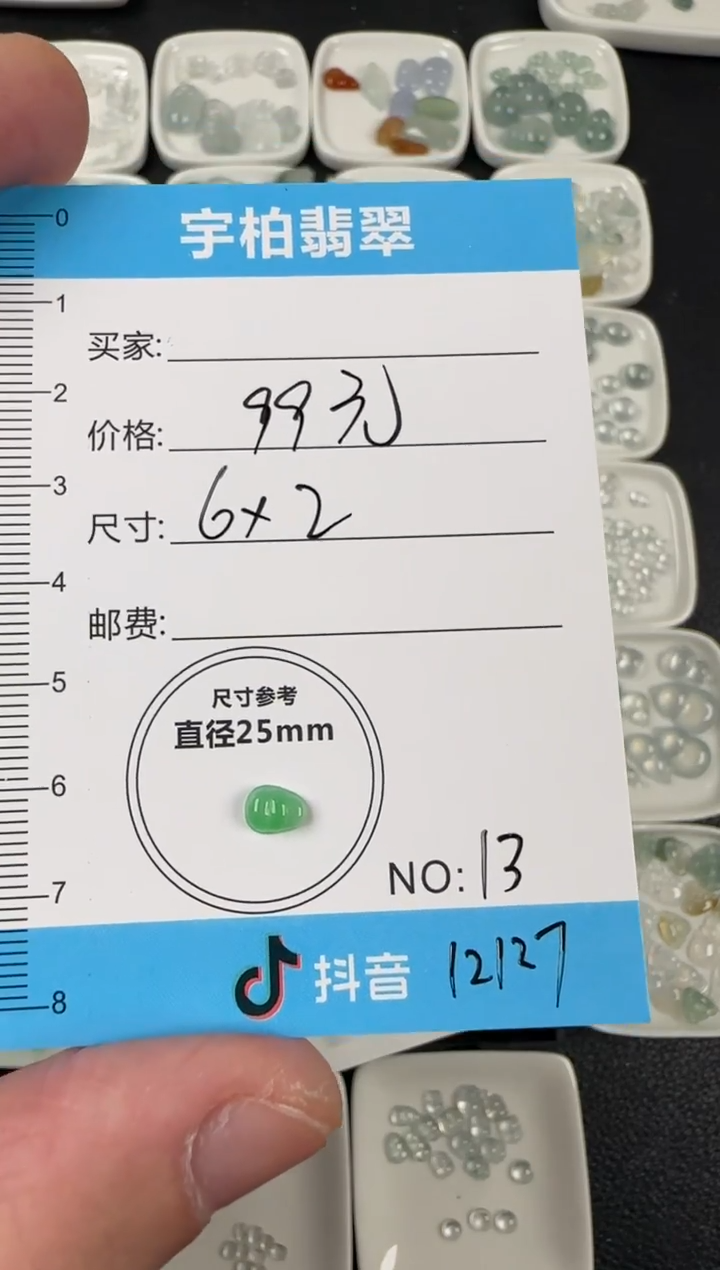 宇柏翡翠
0
1
2
3
4
5
6
7
8
买家:
价格: 99元
尺寸: 6×2
邮费:
尺寸参考
直径25mm
NO: 13
抖音 12127